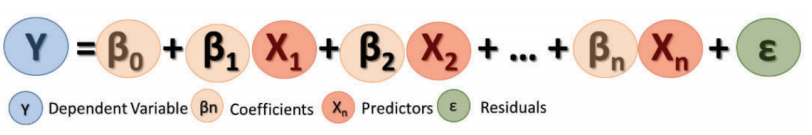 Y = β₀ + β₁ X₁ + β₂ X₂ + ... + βₙ Xₙ + ε
Y Dependent Variable βn Coefficients Xₙ Predictors ε Residuals